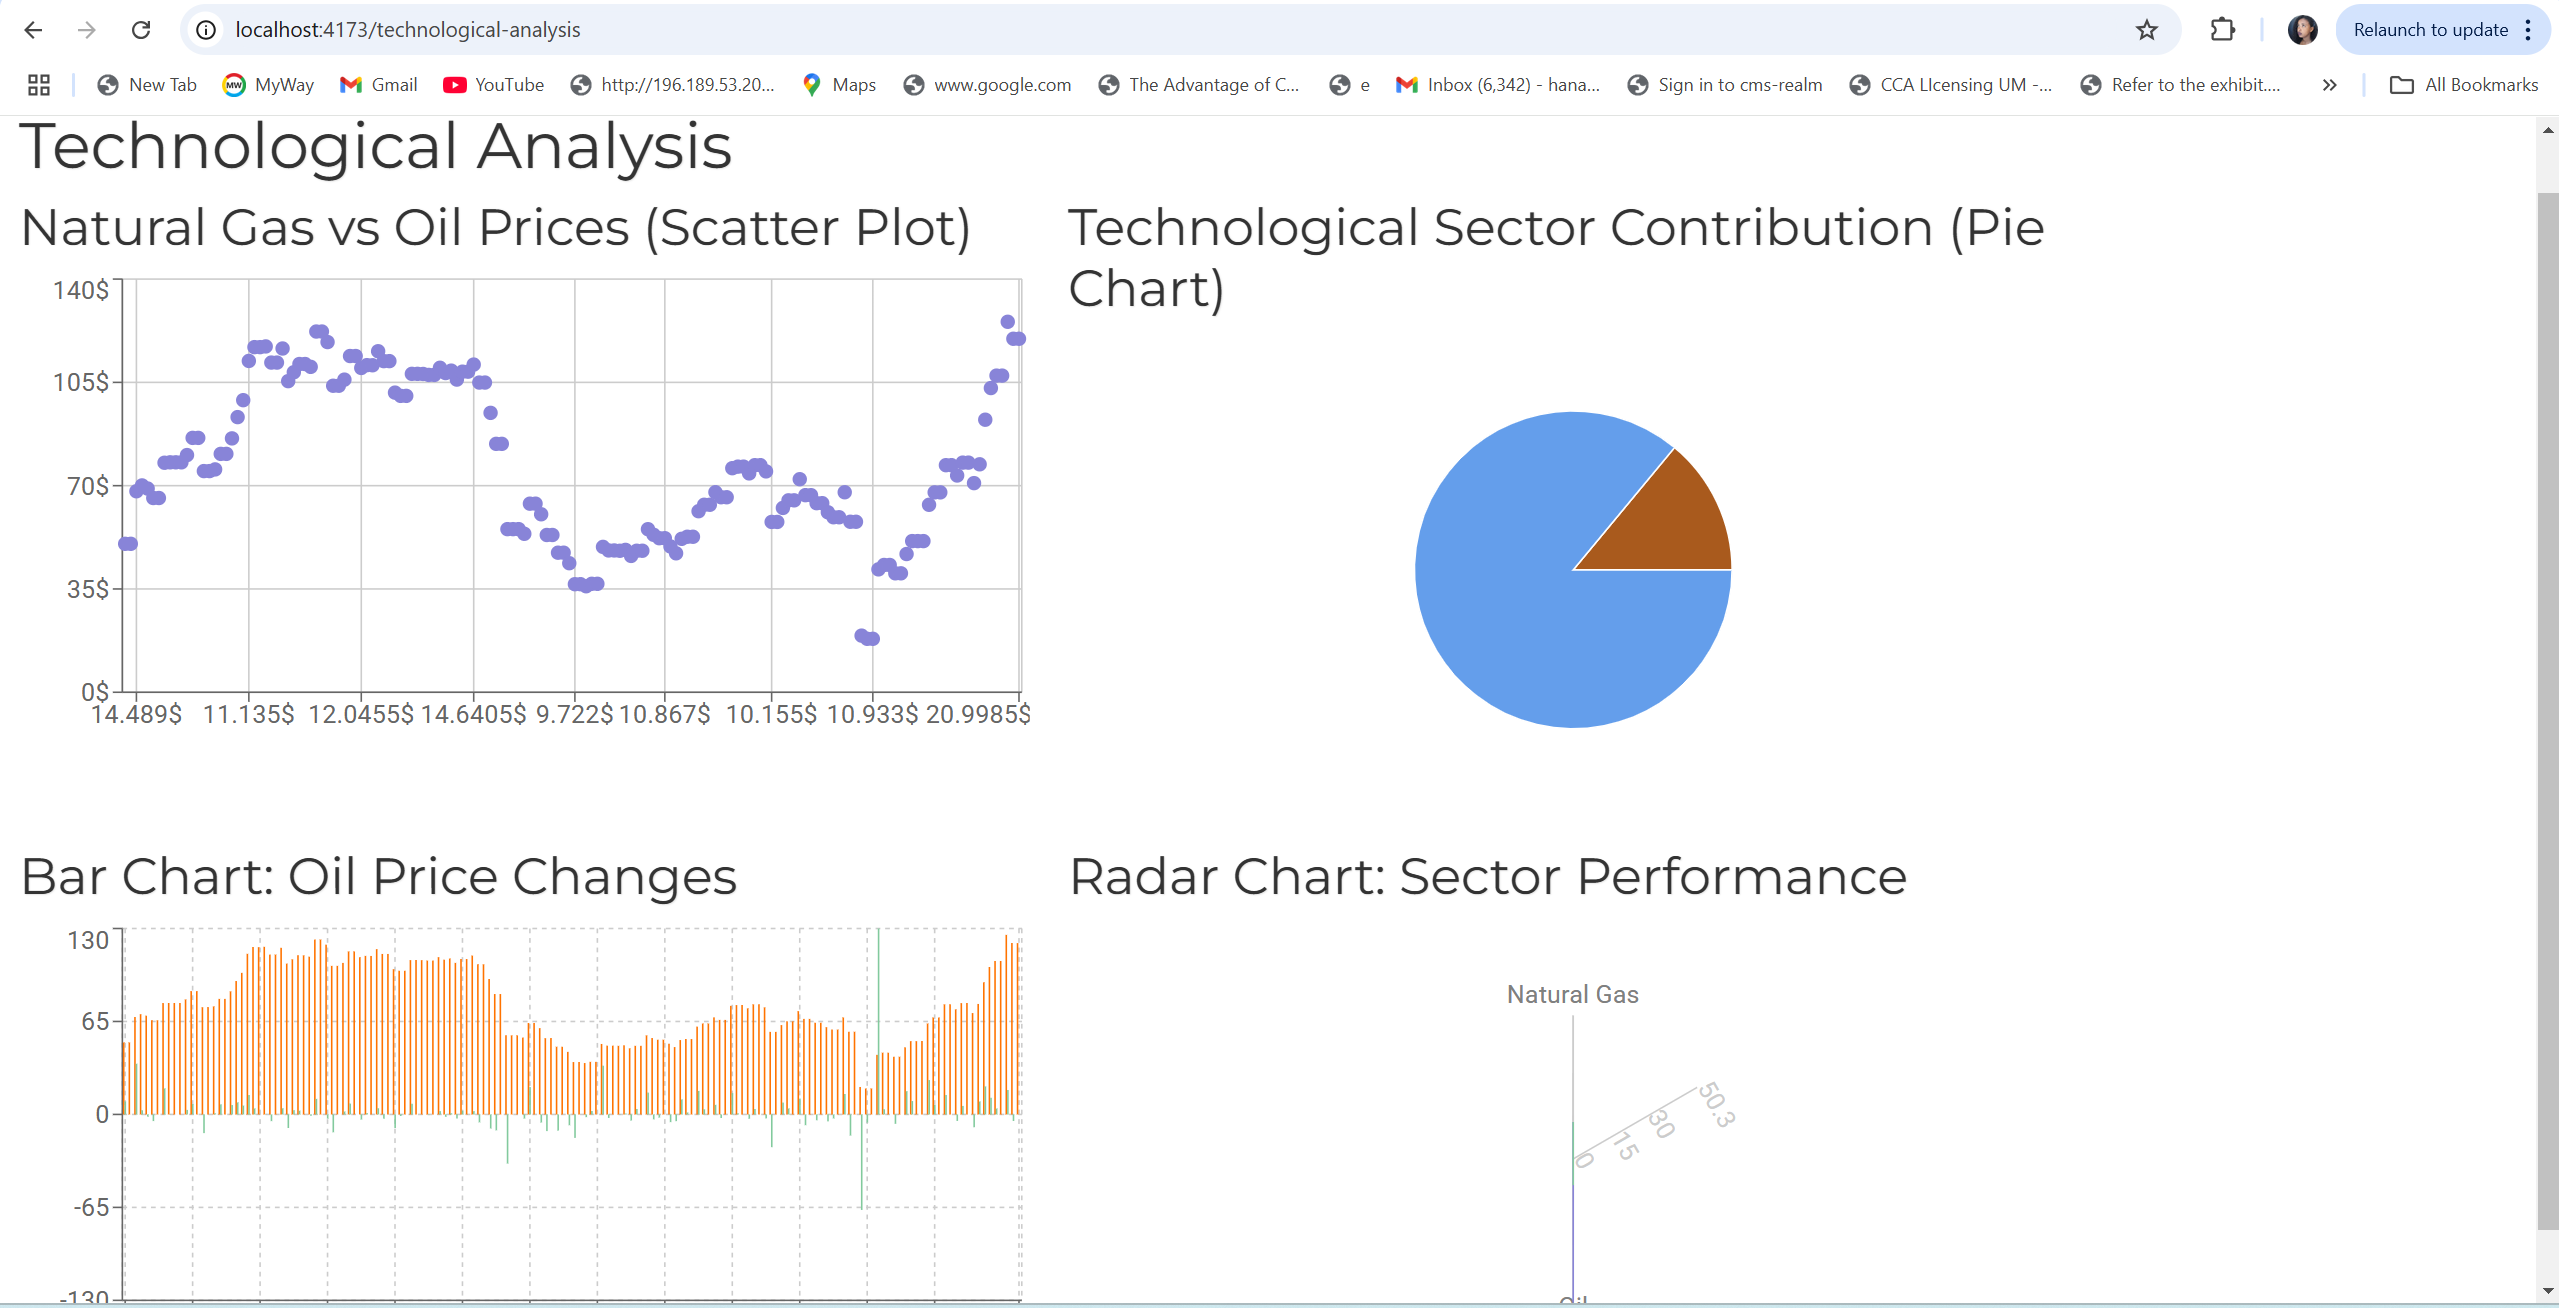 localhost:4173/technological-analysis
Relaunch to update
New Tab
MyWay
Gmail
YouTube
http://196.189.53.20...
Maps
www.google.com
The Advantage of C...
e
Inbox (6,342) - hana...
Sign in to cms-realm
CCA LIcensing UM -...
Refer to the exhibit....
All Bookmarks
Technological Analysis
Natural Gas vs Oil Prices (Scatter Plot)
140$
105$
70$
35$
0$
14.489$ 11.135$ 12.0455$ 14.6405$ 9.722$ 10.867$ 10.155$ 10.933$ 20.9985$
Technological Sector Contribution (Pie
Chart)
Bar Chart: Oil Price Changes
130
65
0
-65
-130
Radar Chart: Sector Performance
Natural Gas
50.3
30
15
0
Oil